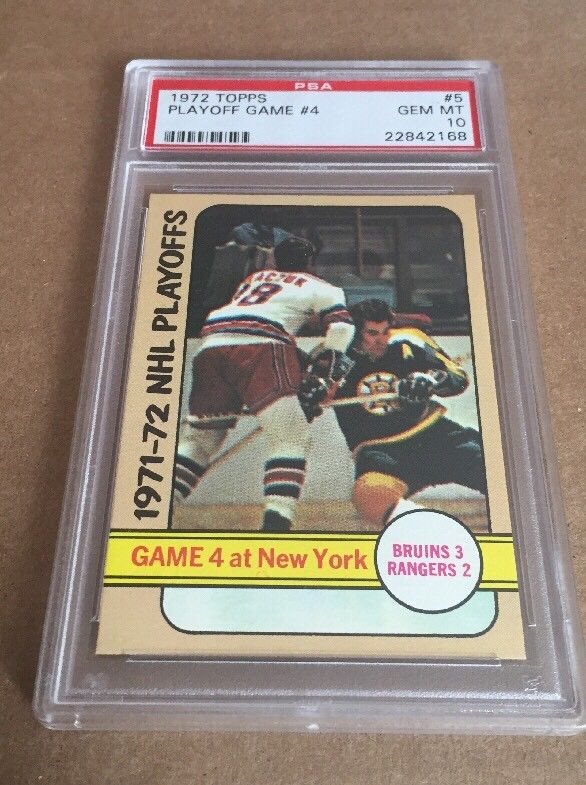 PSA
1972 TOPPS #5
PLAYOFF GAME #4 GEM MT
10
22842168
1971-72 NHL PLAYOFFS
18
GAME 4 at New York
BRUINS 3
RANGERS 2
A
B